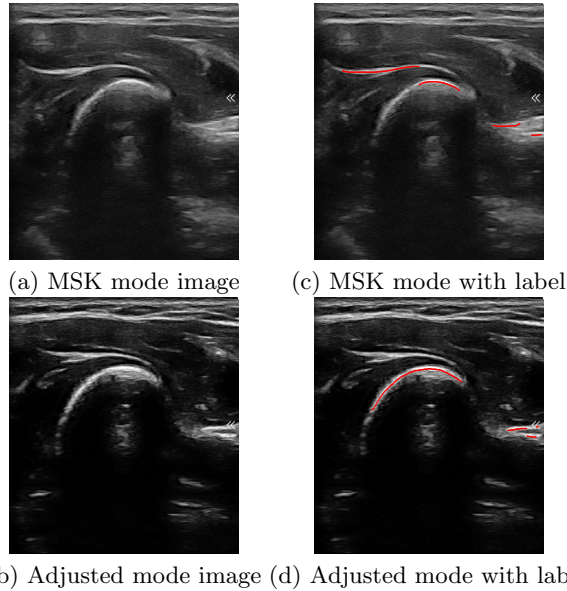 (a) MSK mode image (c) MSK mode with label
b) Adjusted mode image (d) Adjusted mode with lab